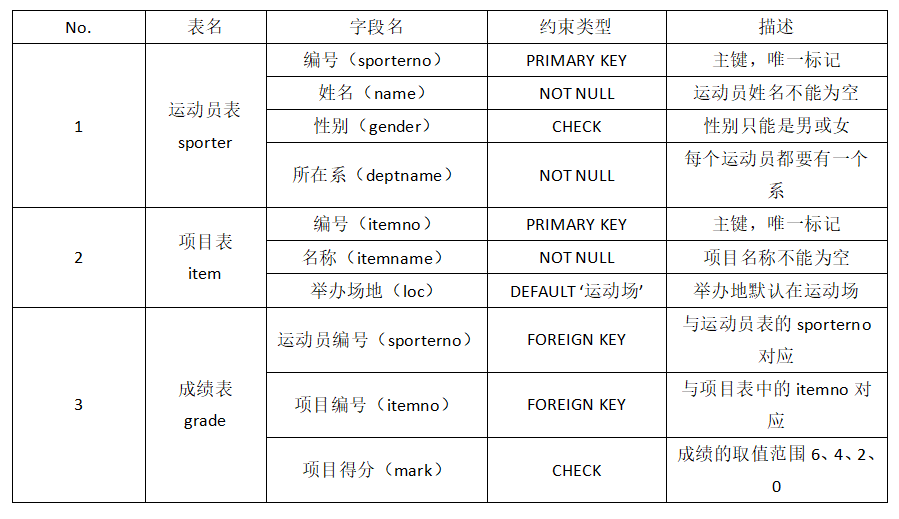 No. 表名 字段名 约束类型 描述
1 运动员表 sporter 编号（sporterno） PRIMARY KEY 主键，唯一标记
姓名（name） NOT NULL 运动员姓名不能为空
性别（gender） CHECK 性别只能是男或女
所在系（deptname） NOT NULL 每个运动员都要有一个系
2 项目表 item 编号（itemno） PRIMARY KEY 主键，唯一标记
名称（itemname） NOT NULL 项目名称不能为空
举办场地（loc） DEFAULT ‘运动场’ 举办地默认在运动场
3 成绩表 grade 运动员编号（sporterno） FOREIGN KEY 与运动员表的 sporterno 对应
项目编号（itemno） FOREIGN KEY 与项目表中的 itemno 对应
项目得分（mark） CHECK 成绩的取值范围 6、4、2、0